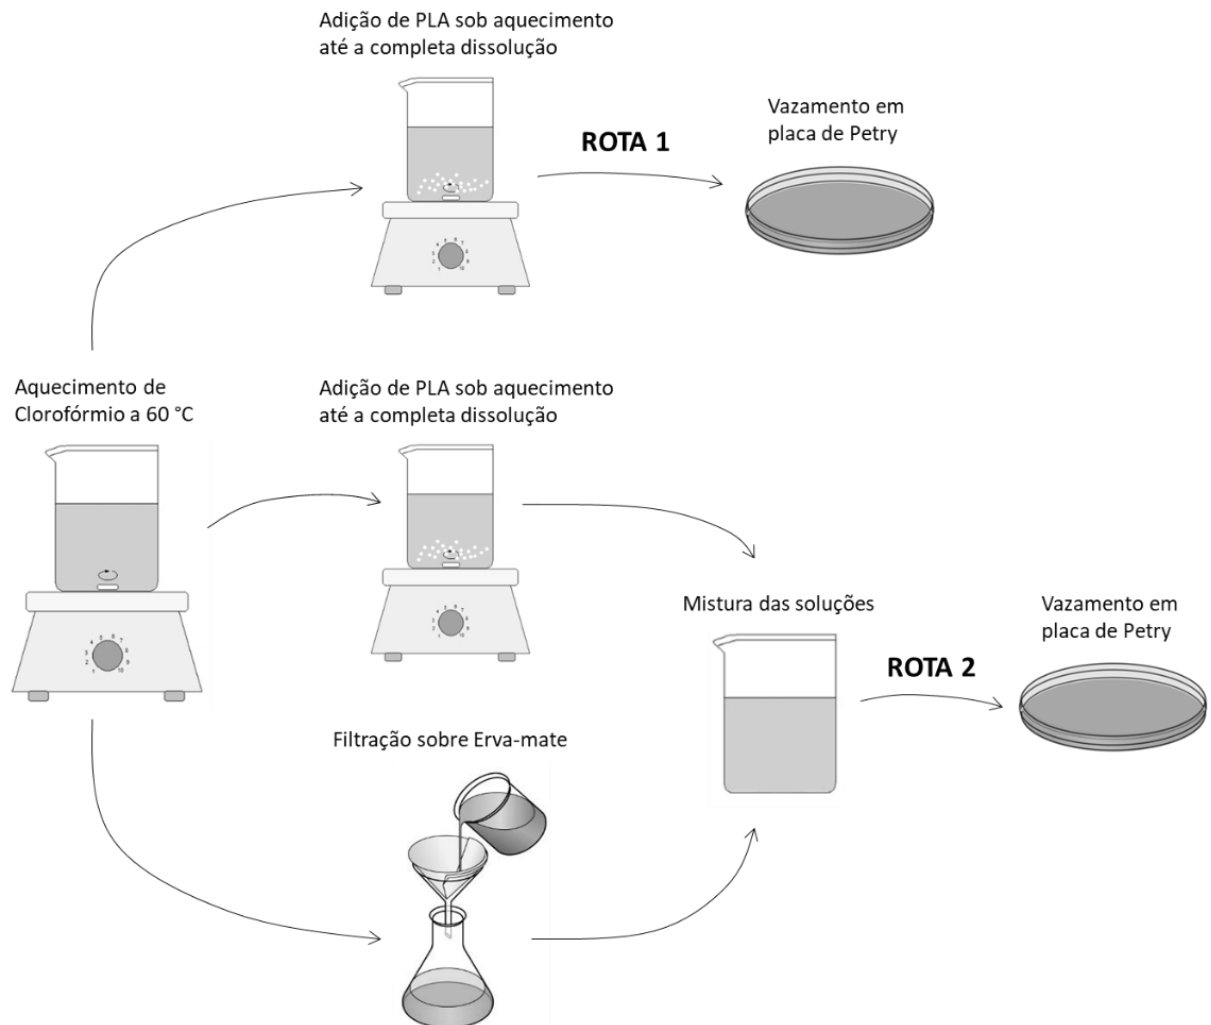 Adição de PLA sob aquecimento
até a completa dissolução
ROTA 1
Vazamento em
placa de Petry
Aquecimento de
Clorofórmio a 60 °C
Adição de PLA sob aquecimento
até a completa dissolução
Mistura das soluções
ROTA 2
Vazamento em
placa de Petry
Filtração sobre Erva-mate